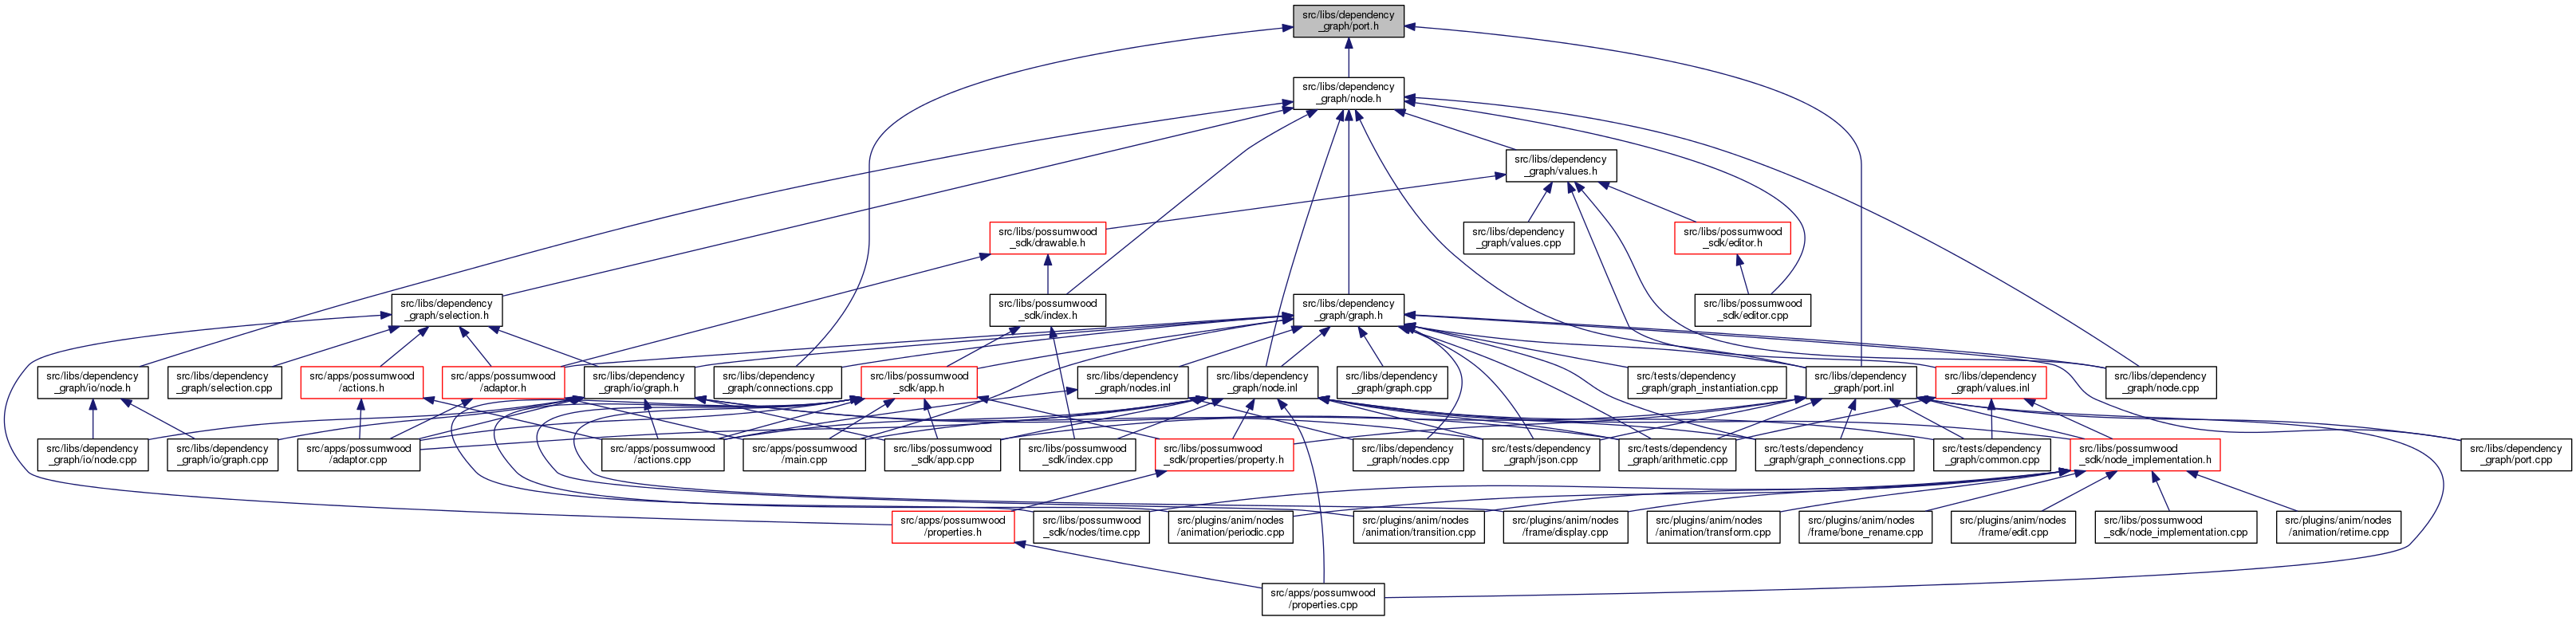 src/libs/dependency
_graph/port.h
src/libs/dependency
_graph/node.h
src/libs/dependency
_graph/values.h
src/libs/possumwood
_sdk/drawable.h
src/libs/dependency
_graph/values.cpp
src/libs/possumwood
_sdk/editor.h
src/libs/dependency
_graph/selection.h
src/libs/possumwood
_sdk/index.h
src/libs/dependency
_graph/graph.h
src/libs/possumwood
_sdk/editor.cpp
src/libs/dependency
_graph/io/node.h
src/libs/dependency
_graph/selection.cpp
src/apps/possumwood
/actions.h
src/apps/possumwood
/adaptor.h
src/libs/dependency
_graph/io/graph.h
src/libs/dependency
_graph/connections.cpp
src/libs/possumwood
_sdk/app.h
src/libs/dependency
_graph/nodes.inl
src/libs/dependency
_graph/node.inl
src/libs/dependency
_graph/graph.cpp
src/tests/dependency
_graph/graph_instantiation.cpp
src/libs/dependency
_graph/port.inl
src/libs/dependency
_graph/values.inl
src/libs/dependency
_graph/node.cpp
src/libs/dependency
_graph/io/node.cpp
src/libs/dependency
_graph/io/graph.cpp
src/apps/possumwood
/adaptor.cpp
src/apps/possumwood
/actions.cpp
src/apps/possumwood
/main.cpp
src/libs/possumwood
_sdk/app.cpp
src/libs/possumwood
_sdk/index.cpp
src/libs/possumwood
_sdk/properties/property.h
src/libs/dependency
_graph/nodes.cpp
src/tests/dependency
_graph/json.cpp
src/tests/dependency
_graph/arithmetic.cpp
src/tests/dependency
_graph/graph_connections.cpp
src/tests/dependency
_graph/common.cpp
src/libs/possumwood
_sdk/node_implementation.h
src/libs/dependency
_graph/port.cpp
src/apps/possumwood
/properties.h
src/libs/possumwood
_sdk/nodes/time.cpp
src/plugins/anim/nodes
/animation/periodic.cpp
src/plugins/anim/nodes
/animation/transition.cpp
src/plugins/anim/nodes
/frame/display.cpp
src/plugins/anim/nodes
/animation/transform.cpp
src/plugins/anim/nodes
/frame/bone_rename.cpp
src/plugins/anim/nodes
/frame/edit.cpp
src/libs/possumwood
_sdk/node_implementation.cpp
src/plugins/anim/nodes
/animation/retime.cpp
src/apps/possumwood
/properties.cpp